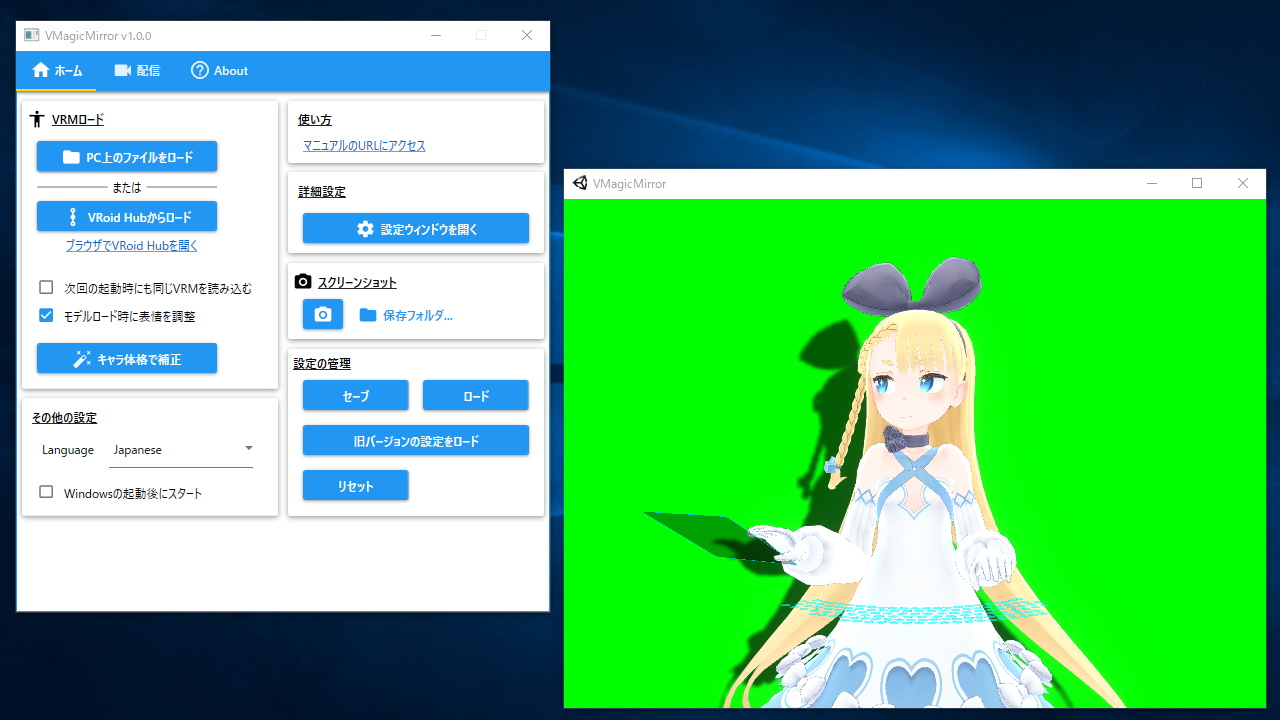 VMagicMirror v1.0.0
ホーム
配信
About
VRMロード
PC上のファイルをロード
または
VRoid Hubからロード
ブラウザでVRoid Hubを開く
次回の起動時にも同じVRMを読み込む
モデルロード時に表情を調整
キャラ体格で補正
その他の設定
Language
Japanese
Windowsの起動後にスタート
使い方
マニュアルのURLにアクセス
詳細設定
設定ウィンドウを開く
スクリーンショット
保存フォルダ...
設定の管理
セーブ
ロード
旧バージョンの設定をロード
リセット
VMagicMirror